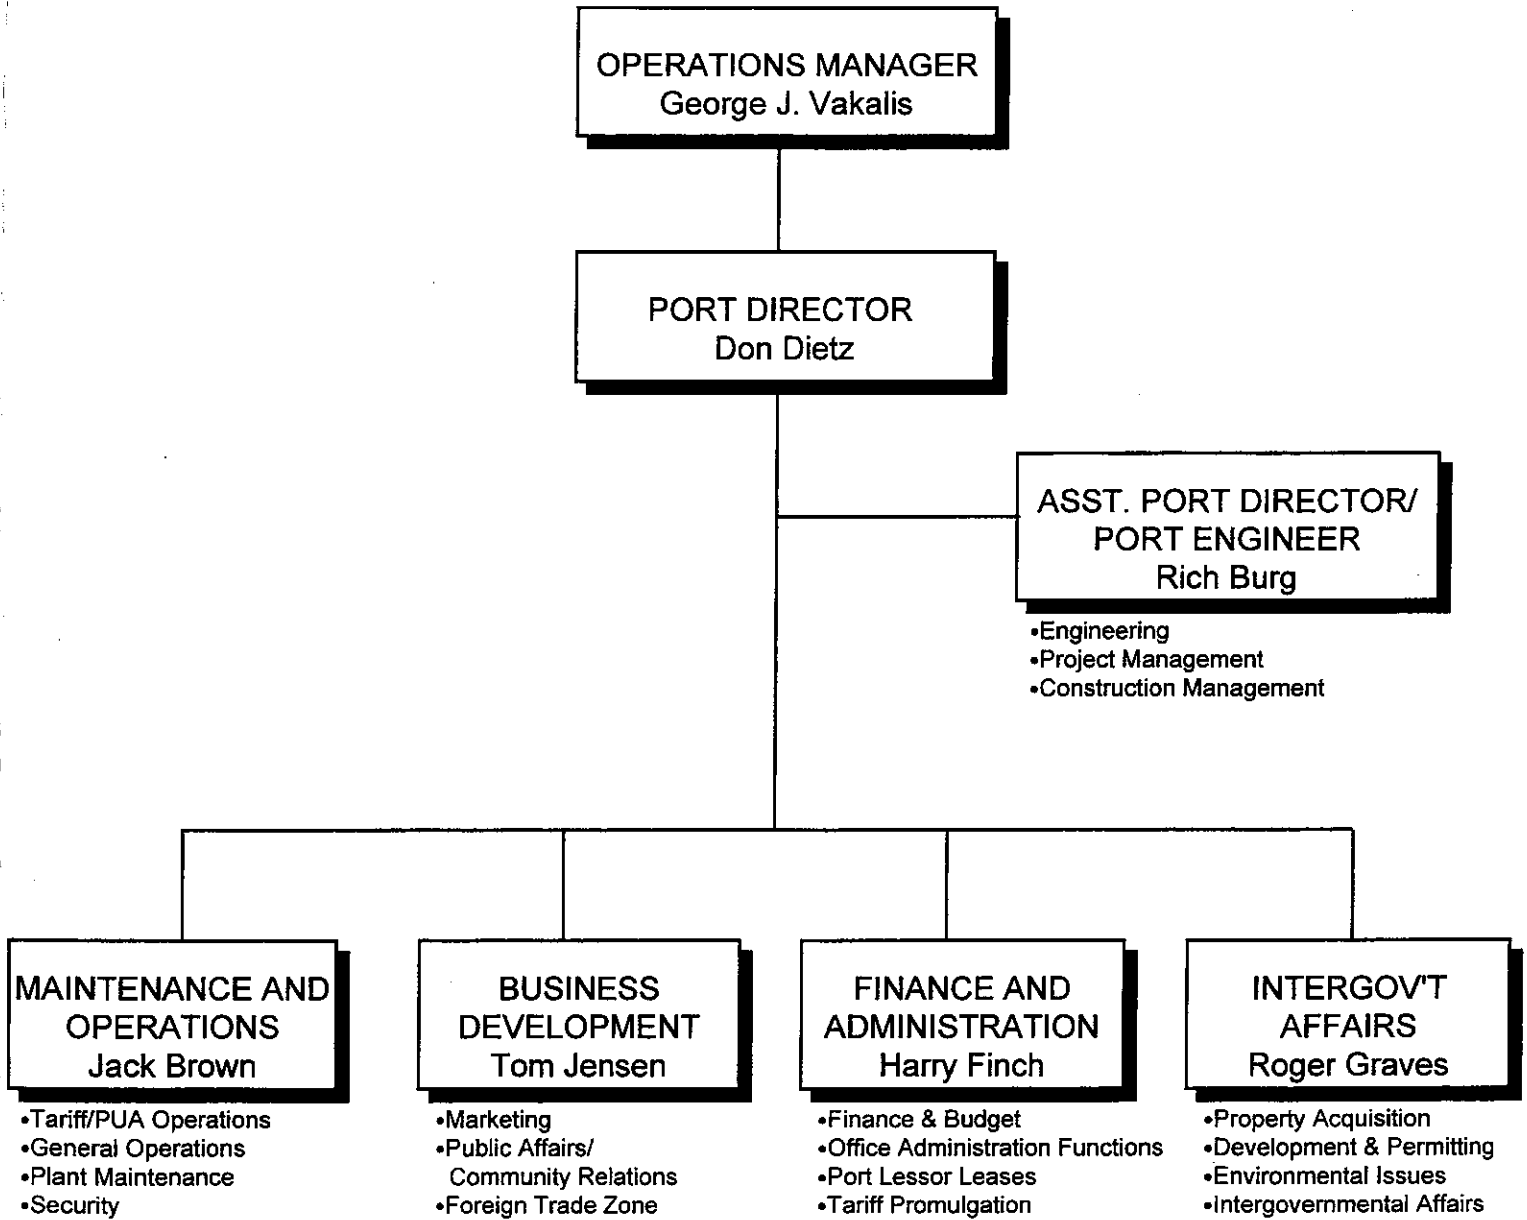 OPERATIONS MANAGER
George J. Vakalis
PORT DIRECTOR
Don Dietz
ASST. PORT DIRECTOR/
PORT ENGINEER
Rich Burg
•Engineering
•Project Management
•Construction Management
MAINTENANCE AND
OPERATIONS
Jack Brown
•Tariff/PUA Operations
•General Operations
•Plant Maintenance
•Security
BUSINESS
DEVELOPMENT
Tom Jensen
•Marketing
•Public Affairs/
Community Relations
•Foreign Trade Zone
FINANCE AND
ADMINISTRATION
Harry Finch
•Finance & Budget
•Office Administration Functions
•Port Lessor Leases
•Tariff Promulgation
INTERGOV'T
AFFAIRS
Roger Graves
•Property Acquisition
•Development & Permitting
•Environmental Issues
•Intergovernmental Affairs